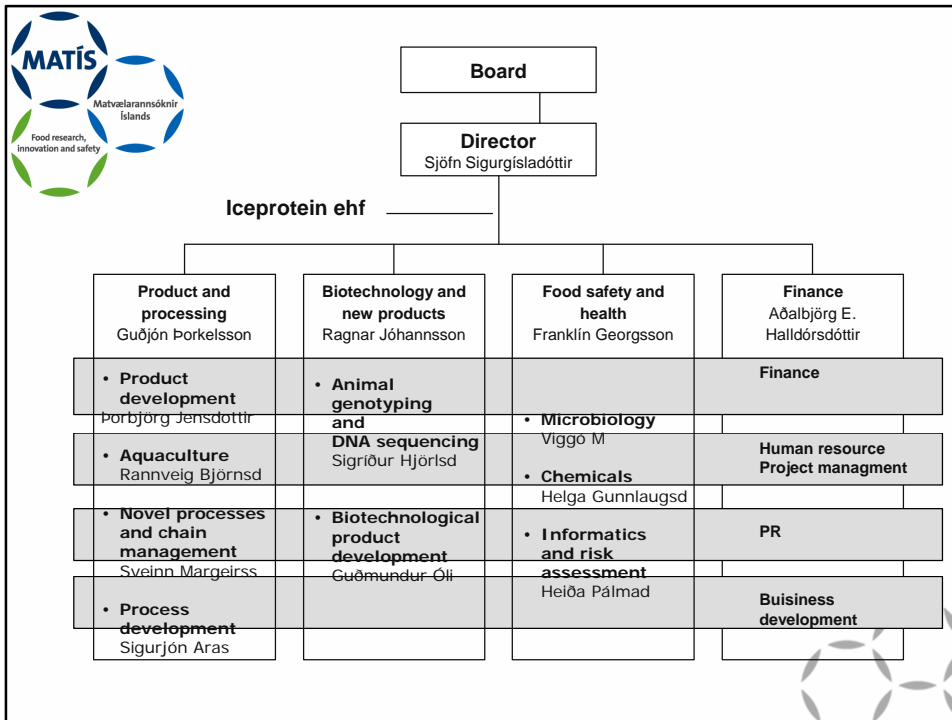 MATÍS
Matvælarannsóknir
Íslands
Food research,
innovation and safety
Board
Director
Sjöfn Sigurgísladóttir
Iceprotein ehf
Product and
processing
Guðjón Þorkelsson
• Product
development
Þorbjörg Jensdottir
• Aquaculture
Rannveig Björnsd
• Novel processes
and chain
management
Sveinn Margeirss
• Process
development
Sigurjón Aras
Biotechnology and
new products
Ragnar Jóhannsson
• Animal
genotyping
and
DNA sequencing
Sigríður Hjörlsd
• Biotechnological
product
development
Guðmundur Óli
Food safety and
health
Franklín Georgsson
• Microbiology
Viggó M
• Chemicals
Helga Gunnlaugsd
• Informatics
and risk
assessment
Heiða Pálmad
Finance
Aðalbjörg E.
Halldórsdóttir
Finance
Human resource
Project managment
PR
Buisiness
development